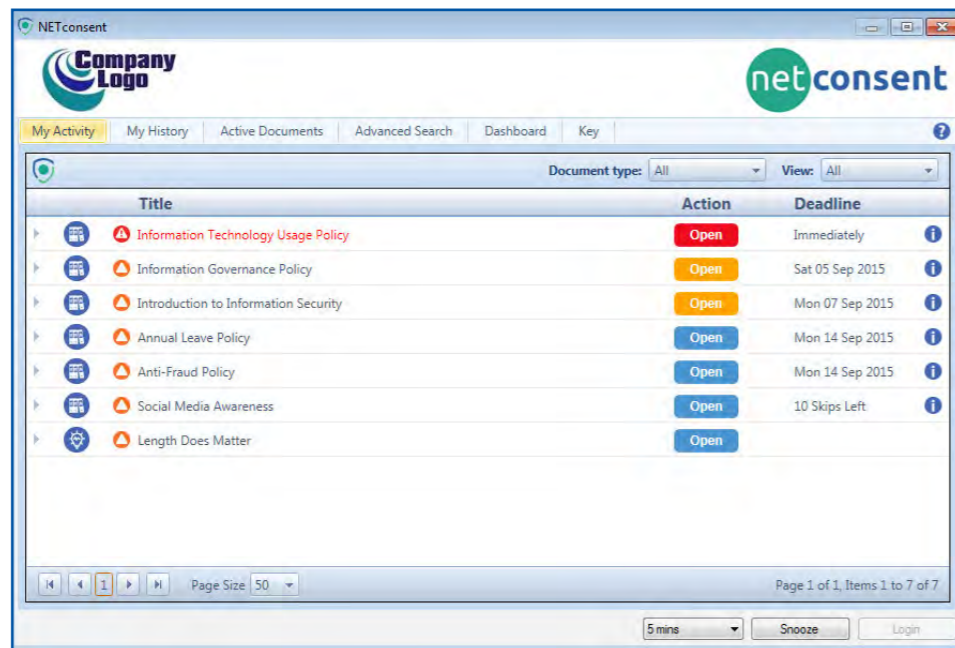 NETconsent
Company
Logo
netconsent
My Activity My History Active Documents Advanced Search Dashboard Key ?
Document type: All View: All
Title Action Deadline
Information Technology Usage Policy Open Immediately i
Information Governance Policy Open Sat 05 Sep 2015 i
Introduction to Information Security Open Mon 07 Sep 2015 i
Annual Leave Policy Open Mon 14 Sep 2015 i
Anti-Fraud Policy Open Mon 14 Sep 2015 i
Social Media Awareness Open 10 Skips Left i
Length Does Matter Open
1 Page Size 50 Page 1 of 1, Items 1 to 7 of 7
5 mins Snooze Login